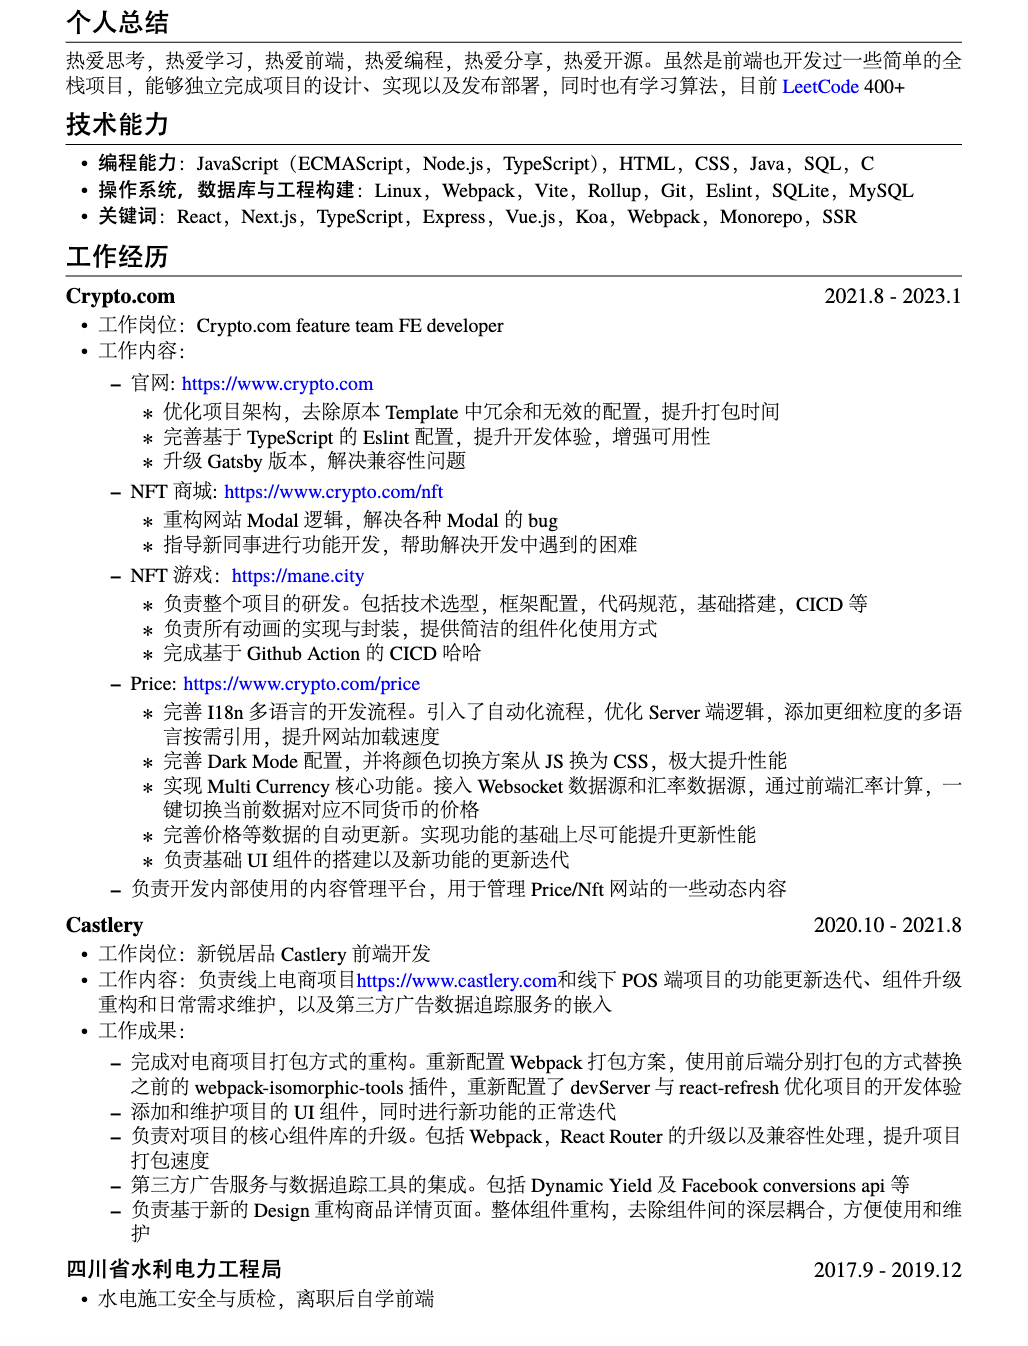 个人总结
热爱思考，热爱学习，热爱前端，热爱编程，热爱分享，热爱开源。虽然是前端也开发过一些简单的全
栈项目，能够独立完成项目的设计、实现以及发布部署，同时也有学习算法，目前 LeetCode 400+
技术能力
• 编程能力：JavaScript（ECMAScript，Node.js，TypeScript），HTML，CSS，Java，SQL，C
• 操作系统，数据库与工程构建：Linux，Webpack，Vite，Rollup，Git，Eslint，SQLite，MySQL
• 关键词：React，Next.js，TypeScript，Express，Vue.js，Koa，Webpack，Monorepo，SSR
工作经历
Crypto.com 2021.8 - 2023.1
• 工作岗位：Crypto.com feature team FE developer
• 工作内容：
– 官网: https://www.crypto.com
∗ 优化项目架构，去除原本 Template 中冗余和无效的配置，提升打包时间
∗ 完善基于 TypeScript 的 Eslint 配置，提升开发体验，增强可用性
∗ 升级 Gatsby 版本，解决兼容性问题
– NFT 商城: https://www.crypto.com/nft
∗ 重构网站 Modal 逻辑，解决各种 Modal 的 bug
∗ 指导新同事进行功能开发，帮助解决开发中遇到的困难
– NFT 游戏：https://mane.city
∗ 负责整个项目的研发。包括技术选型，框架配置，代码规范，基础搭建，CICD 等
∗ 负责所有动画的实现与封装，提供简洁的组件化使用方式
∗ 完成基于 Github Action 的 CICD 哈哈
– Price: https://www.crypto.com/price
∗ 完善 I18n 多语言的开发流程。引入了自动化流程，优化 Server 端逻辑，添加更细粒度的多语
言按需引用，提升网站加载速度
∗ 完善 Dark Mode 配置，并将颜色切换方案从 JS 换为 CSS，极大提升性能
∗ 实现 Multi Currency 核心功能。接入 Websocket 数据源和汇率数据源，通过前端汇率计算，一
键切换当前数据对应不同货币的价格
∗ 完善价格等数据的自动更新。实现功能的基础上尽可能提升更新性能
∗ 负责基础 UI 组件的搭建以及新功能的更新迭代
– 负责开发内部使用的内容管理平台，用于管理 Price/Nft 网站的一些动态内容
Castlery 2020.10 - 2021.8
• 工作岗位：新锐居品 Castlery 前端开发
• 工作内容：负责线上电商项目https://www.castlery.com和线下 POS 端项目的功能更新迭代、组件升级
重构和日常需求维护，以及第三方广告数据追踪服务的嵌入
• 工作成果：
– 完成对电商项目打包方式的重构。重新配置 Webpack 打包方案，使用前后端分别打包的方式替换
之前的 webpack-isomorphic-tools 插件，重新配置了 devServer 与 react-refresh 优化项目的开发体验
– 添加和维护项目的 UI 组件，同时进行新功能的正常迭代
– 负责对项目的核心组件库的升级。包括 Webpack，React Router 的升级以及兼容性处理，提升项目
打包速度
– 第三方广告服务与数据追踪工具的集成。包括 Dynamic Yield 及 Facebook conversions api 等
– 负责基于新的 Design 重构商品详情页面。整体组件重构，去除组件间的深层耦合，方便使用和维
护
四川省水利电力工程局 2017.9 - 2019.12
• 水电施工安全与质检，离职后自学前端